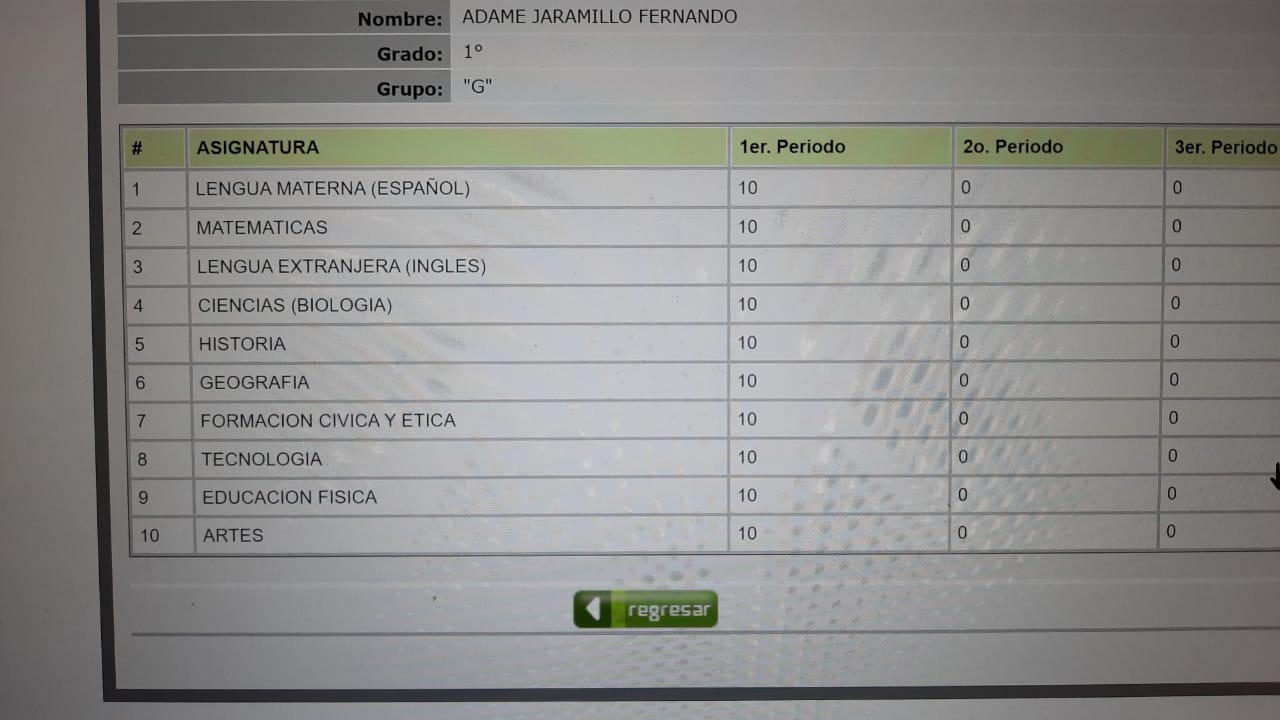 Nombre: ADAME JARAMILLO FERNANDO
Grado: 1º
Grupo: "G"
# ASIGNATURA 1er. Periodo 2o. Periodo 3er. Periodo
1 LENGUA MATERNA (ESPAÑOL) 10 0 0
2 MATEMATICAS 10 0 0
3 LENGUA EXTRANJERA (INGLES) 10 0 0
4 CIENCIAS (BIOLOGIA) 10 0 0
5 HISTORIA 10 0 0
6 GEOGRAFIA 10 0 0
7 FORMACION CIVICA Y ETICA 10 0 0
8 TECNOLOGIA 10 0 0
9 EDUCACION FISICA 10 0 0
10 ARTES 10 0 0
regresar